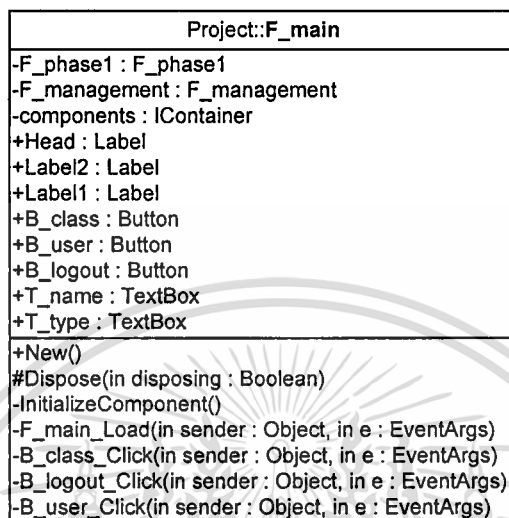 Project::F_main
-F_phase1 : F_phase1
-F_management : F_management
-components : IContainer
+Head : Label
+Label2 : Label
+Label1 : Label
+B_class : Button
+B_user : Button
+B_logout : Button
+T_name : TextBox
+T_type : TextBox
+New()
#Dispose(in disposing : Boolean)
-InitializeComponent()
-F_main_Load(in sender : Object, in e : EventArgs)
-B_class_Click(in sender : Object, in e : EventArgs)
-B_logout_Click(in sender : Object, in e : EventArgs)
-B_user_Click(in sender : Object, in e : EventArgs)